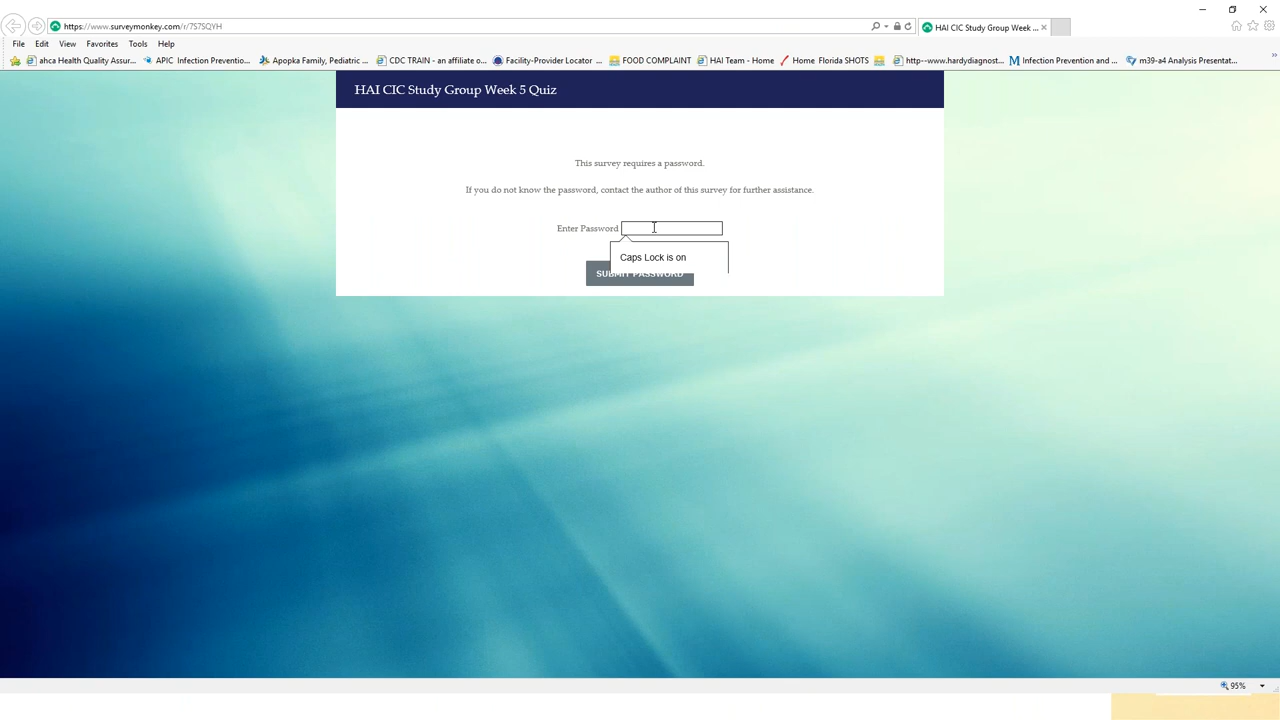 https://www.surveymonkey.com/r/7S7SQYH
HAI CIC Study Group Week ...
File Edit View Favorites Tools Help
ahca Health Quality Assur... APIC Infection Preventio... Apopka Family, Pediatric ... CDC TRAIN - an affiliate o... Facility-Provider Locator ... FOOD COMPLAINT HAI Team - Home Home Florida SHOTS http--www.hardydiagnost... Infection Prevention and ... m39-a4 Analysis Presentat...
HAI CIC Study Group Week 5 Quiz
This survey requires a password.
If you do not know the password, contact the author of this survey for further assistance.
Enter Password
Caps Lock is on
SUBMIT PASSWORD
95%